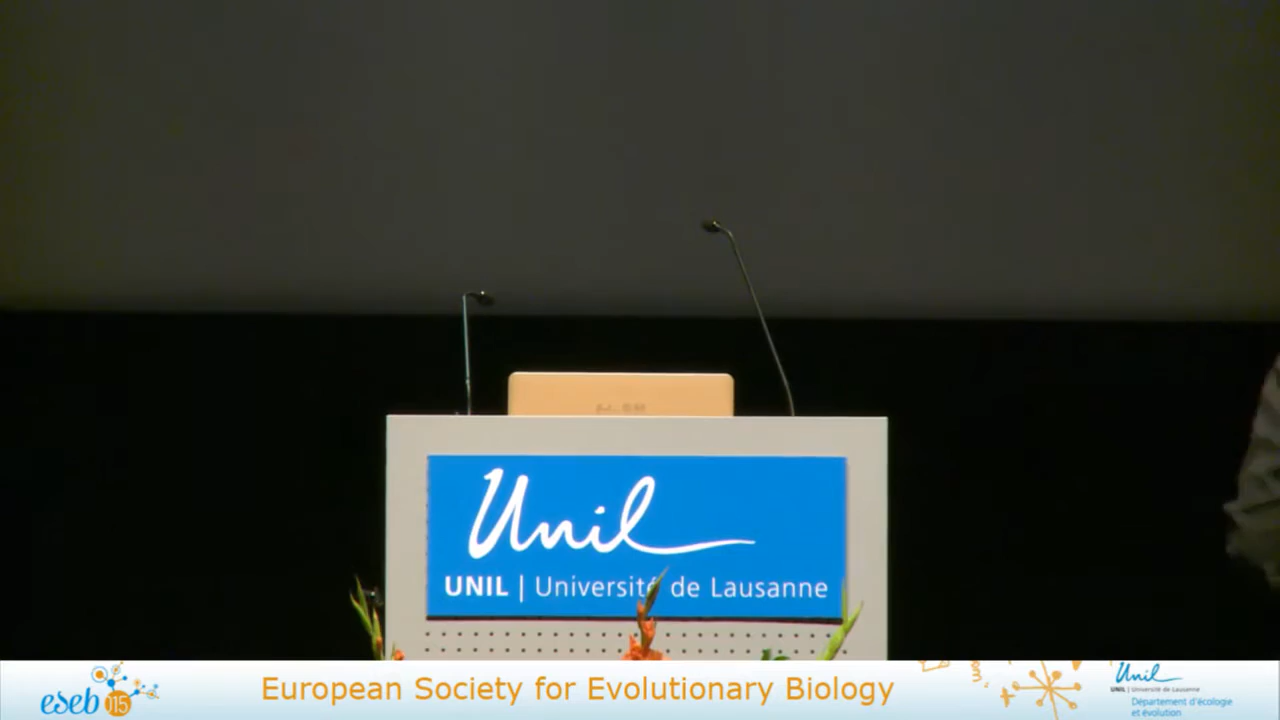 Unil
UNIL | Université de Lausanne
eseb 115
European Society for Evolutionary Biology
Unil
UNIL | Université de Lausanne
Département d'écologie
et évolution